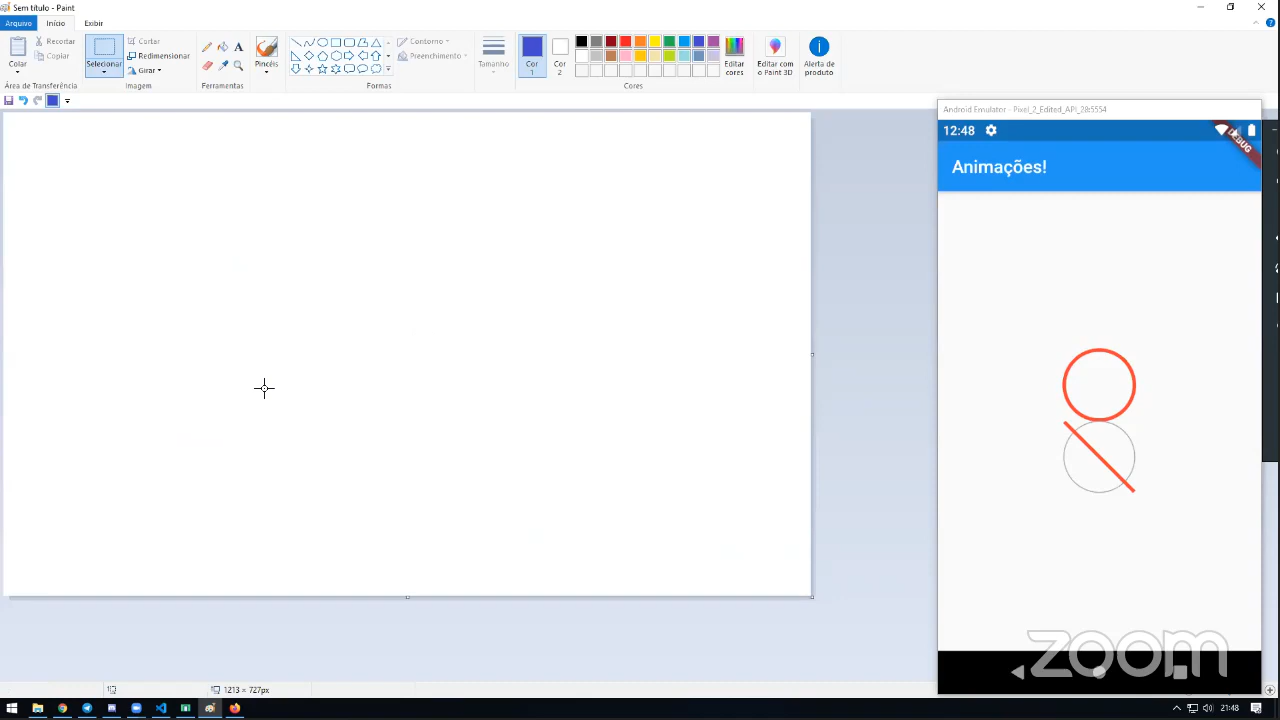 Sem título - Paint
Arquivo Início Exibir
Colar
Recortar
Copiar
Área de Transferência
Selecionar
Cortar
Redimensionar
Girar
Imagem
A
Ferramentas
Pincéis
Formas
Contorno
Preenchimento
Tamanho
Cor
1
Cor
2
Cores
Editar
cores
Editar com
o Paint 3D
Alerta de
produto
Android Emulator - Pixel_2_Edited_API_28:5554
12:48
DEBUG
Animações!
zoom
1213 × 727px
21:48